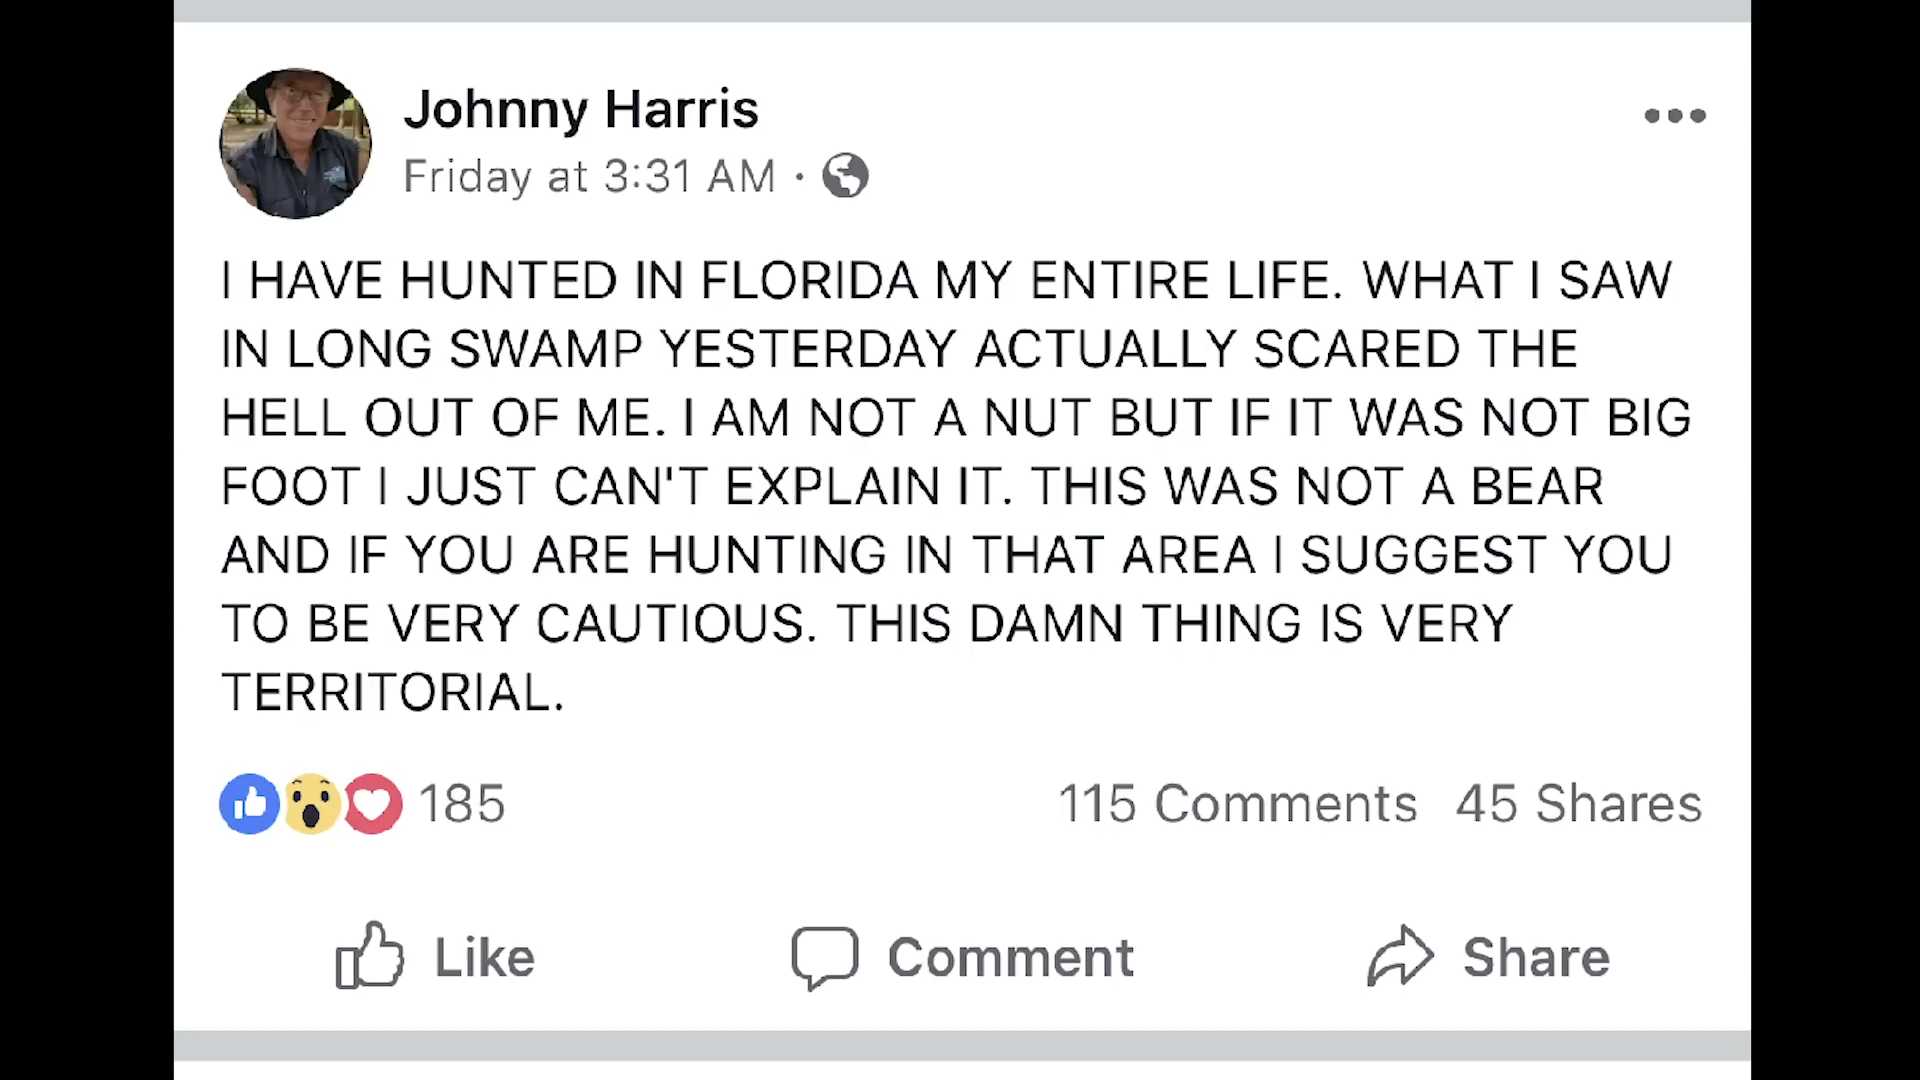 Johnny Harris
Friday at 3:31 AM ·
I HAVE HUNTED IN FLORIDA MY ENTIRE LIFE. WHAT I SAW
IN LONG SWAMP YESTERDAY ACTUALLY SCARED THE
HELL OUT OF ME. I AM NOT A NUT BUT IF IT WAS NOT BIG
FOOT I JUST CAN'T EXPLAIN IT. THIS WAS NOT A BEAR
AND IF YOU ARE HUNTING IN THAT AREA I SUGGEST YOU
TO BE VERY CAUTIOUS. THIS DAMN THING IS VERY
TERRITORIAL.
185 115 Comments 45 Shares
Like Comment Share